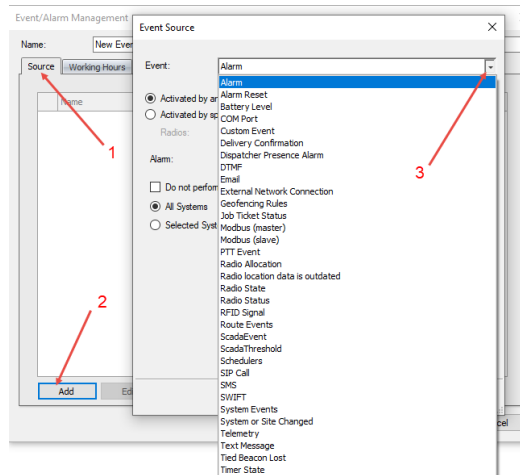 Event/Alarm Management
Event Source
Name:
New Ever
Source
Working Hours
Event:
Alarm
Name
Activated by ar
Activated by sp
Radios:
1
Alarm:
Do not perform
All Systems
Selected Syst
Alarm
Alarm Reset
Battery Level
COM Port
Custom Event
Delivery Confirmation
Dispatcher Presence Alarm
DTMF
Email
External Network Connection
Geofencing Rules
Job Ticket Status
Modbus (master)
Modbus (slave)
PTT Event
Radio Allocation
Radio location data is outdated
Radio State
Radio Status
RFID Signal
Route Events
ScadaEvent
ScadaThreshold
Schedulers
SIP Call
SMS
SWIFT
System Events
System or Site Changed
Telemetry
Text Message
Tied Beacon Lost
Timer State
3
2
Add
Edi
cel